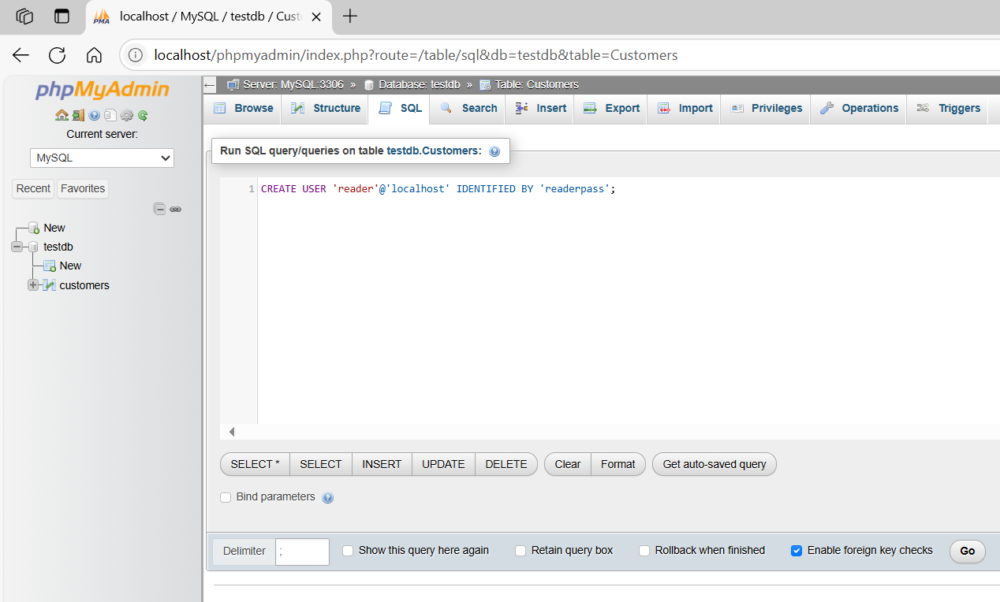 localhost / MySQL / testdb / Cust
localhost/phpmyadmin/index.php?route=/table/sql&db=testdb&table=Customers
phpMyAdmin
Current server:
MySQL
Recent Favorites
New
testdb
New
customers
Server: MySQL:3306 » Database: testdb » Table: Customers
Browse Structure SQL Search Insert Export Import Privileges Operations Triggers
Run SQL query/queries on table testdb.Customers:
1 CREATE USER 'reader'@'localhost' IDENTIFIED BY 'readerpass';
SELECT * SELECT INSERT UPDATE DELETE Clear Format Get auto-saved query
Bind parameters
Delimiter ; Show this query here again Retain query box Rollback when finished Enable foreign key checks Go